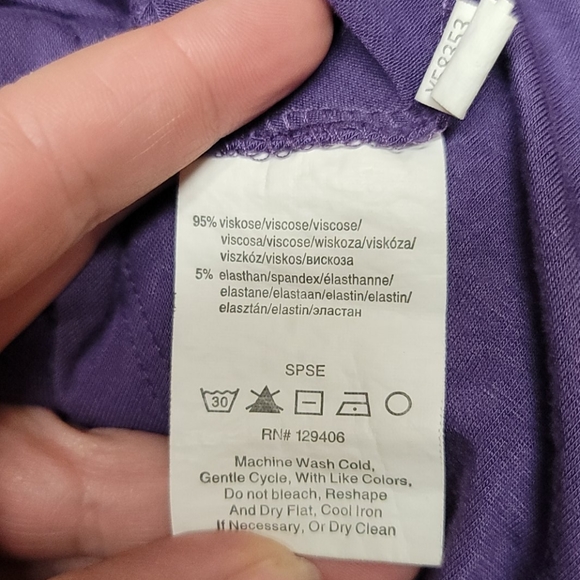 YE8353
95% viskose/viscose/viscose/
viscosa/viscose/wiskoza/viskóza/
viszkóz/viskos/вискоза
5% elasthan/spandex/élasthanne/
elastane/elastaan/elastin/elastin/
elasztán/elastin/эластан
SPSE
30
RN# 129406
Machine Wash Cold,
Gentle Cycle, With Like Colors,
Do not bleach, Reshape
And Dry Flat, Cool Iron
If Necessary, Or Dry Clean